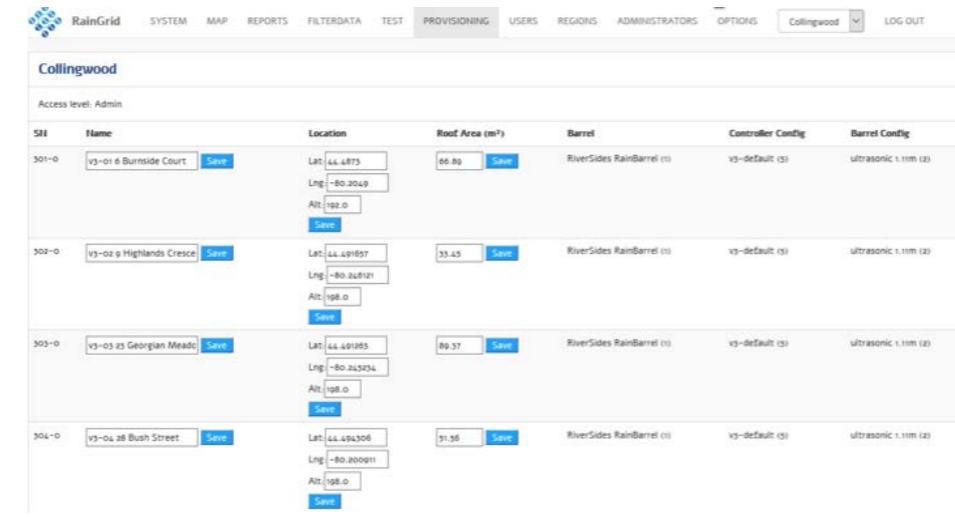 RainGrid SYSTEM MAP REPORTS FILTERDATA TEST PROVISIONING USERS REGIONS ADMINISTRATORS OPTIONS Collingwood LOG OUT
Collingwood
Access level: Admin
SN Name Location Roof Area (m²) Barrel Controller Config Barrel Config
301-0 v3-01 6 Burnside Court Save Lat: 44.4873 66.89 Save RiverSides RainBarrel (1) v3-default (5) ultrasonic 1.11m (2)
Lng: -80.2049
Alt: 192.0
Save
302-0 v3-02 9 Highlands Cresce Save Lat: 44.491657 33.45 Save RiverSides RainBarrel (1) v3-default (5) ultrasonic 1.11m (2)
Lng: -80.248121
Alt: 198.0
Save
303-0 v3-03 23 Georgian Meado Save Lat: 44.491265 89.37 Save RiverSides RainBarrel (1) v3-default (5) ultrasonic 1.11m (2)
Lng: -80.245234
Alt: 198.0
Save
304-0 v3-04 28 Bush Street Save Lat: 44.494306 31.36 Save RiverSides RainBarrel (1) v3-default (5) ultrasonic 1.11m (2)
Lng: -80.200911
Alt: 198.0
Save